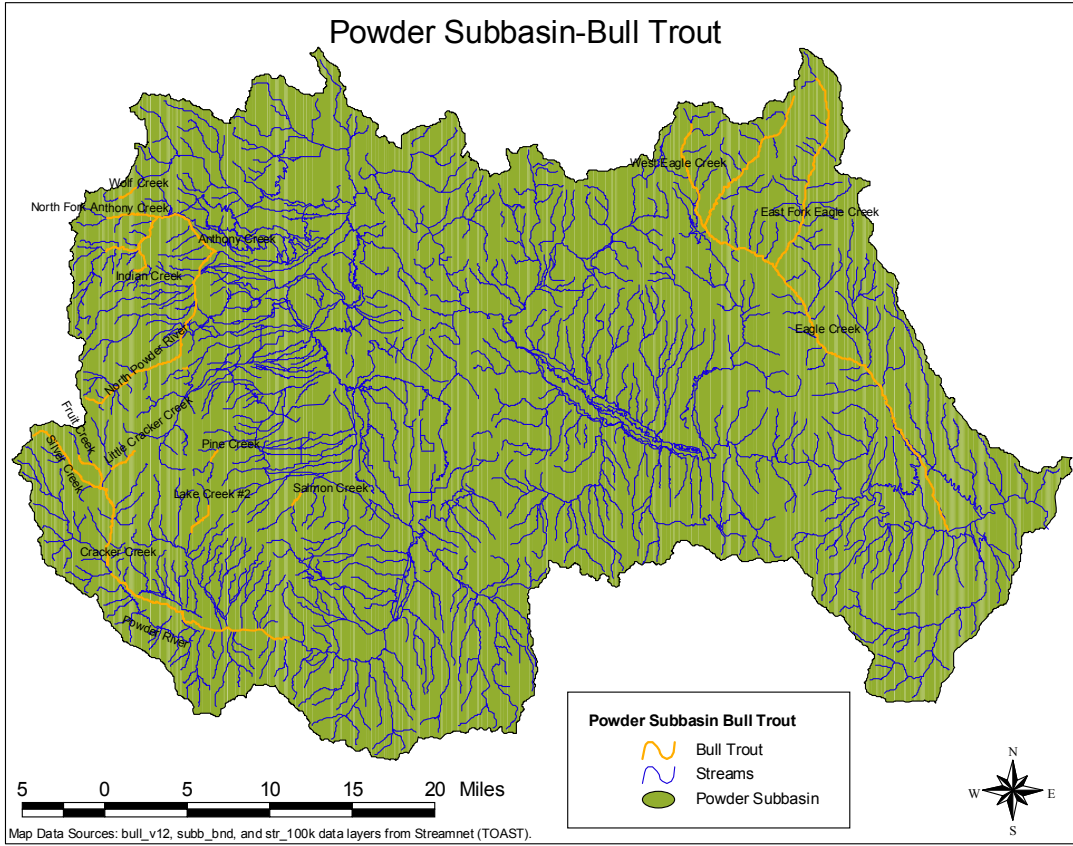 Powder Subbasin-Bull Trout
West Eagle Creek
Wolf Creek
North Fork Anthony Creek
East Fork Eagle Creek
Anthony Creek
Indian Creek
Eagle Creek
North Powder River
Fruit Creek
Little Cracker Creek
Silver Creek
Pine Creek
Lake Creek #2
Salmon Creek
Cracker Creek
Powder River
Powder Subbasin Bull Trout
Bull Trout
Streams
Powder Subbasin
5 0 5 10 15 20 Miles
N
W E
S
Map Data Sources: bull_v12, subb_bnd, and str_100k data layers from Streamnet (TOAST).